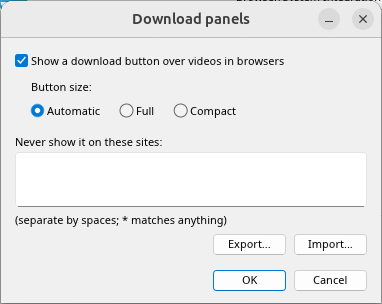 Download panels
Show a download button over videos in browsers
Button size:
Automatic Full Compact
Never show it on these sites:
(separate by spaces; * matches anything)
Export... Import...
OK Cancel